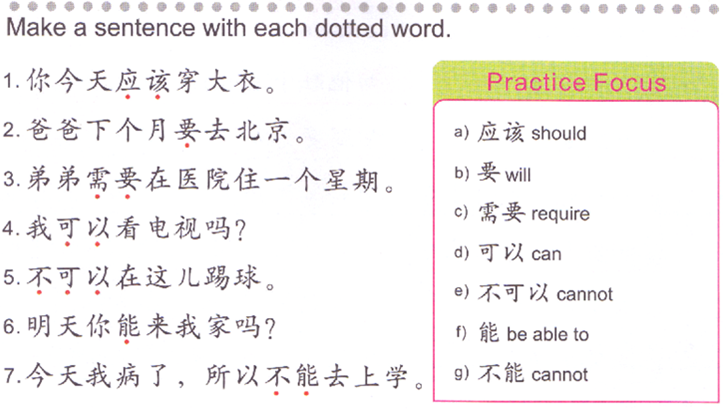 Make a sentence with each dotted word.
1. 你今天应该穿大衣。
2. 爸爸下个月要去北京。
3. 弟弟需要在医院住一个星期。
4. 我可以看电视吗？
5. 不可以在这儿踢球。
6. 明天你能来我家吗？
7. 今天我病了，所以不能去上学。
Practice Focus
a) 应该 should
b) 要 will
c) 需要 require
d) 可以 can
e) 不可以 cannot
f) 能 be able to
g) 不能 cannot